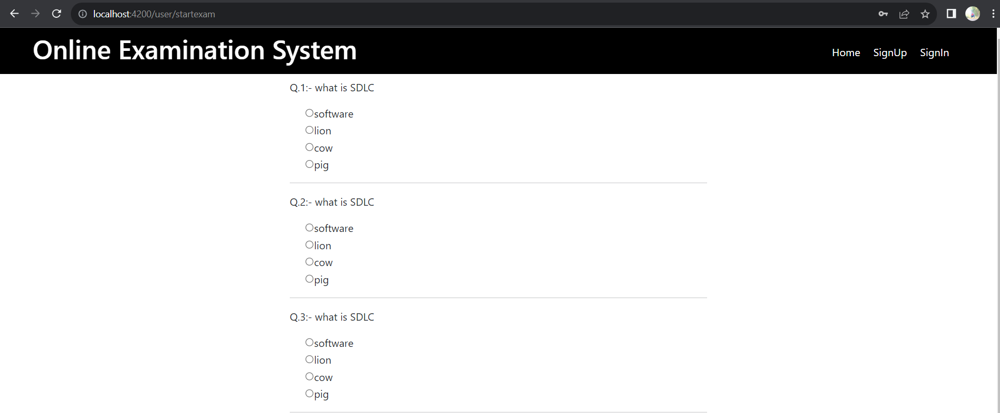 localhost:4200/user/startexam
Online Examination System
Home SignUp SignIn
Q.1:- what is SDLC
software
lion
cow
pig
Q.2:- what is SDLC
software
lion
cow
pig
Q.3:- what is SDLC
software
lion
cow
pig